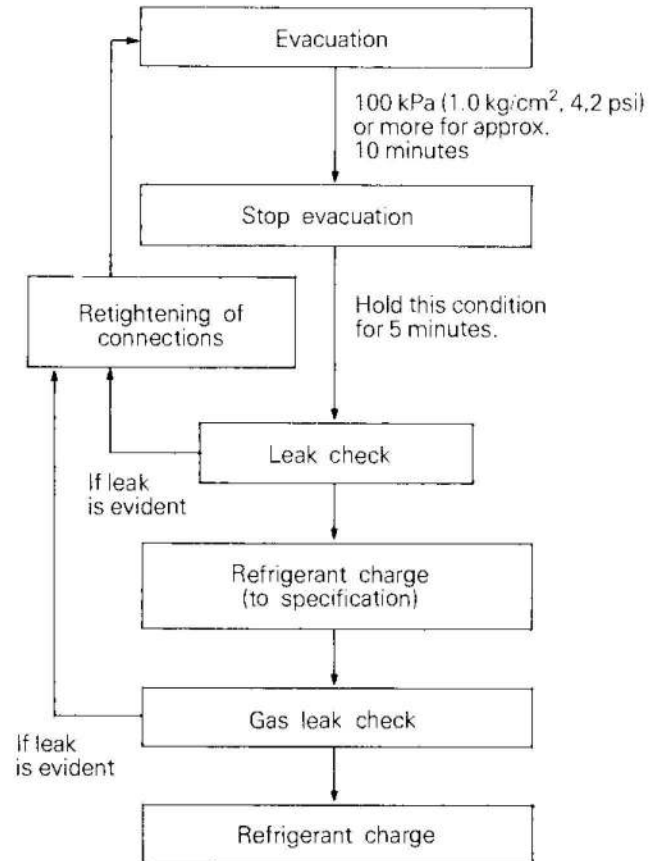 Evacuation
100 kPa (1.0 kg/cm², 4.2 psi)
or more for approx.
10 minutes
Stop evacuation
Hold this condition
for 5 minutes.
Retightening of
connections
Leak check
If leak
is evident
Refrigerant charge
(to specification)
Gas leak check
If leak
is evident
Refrigerant charge